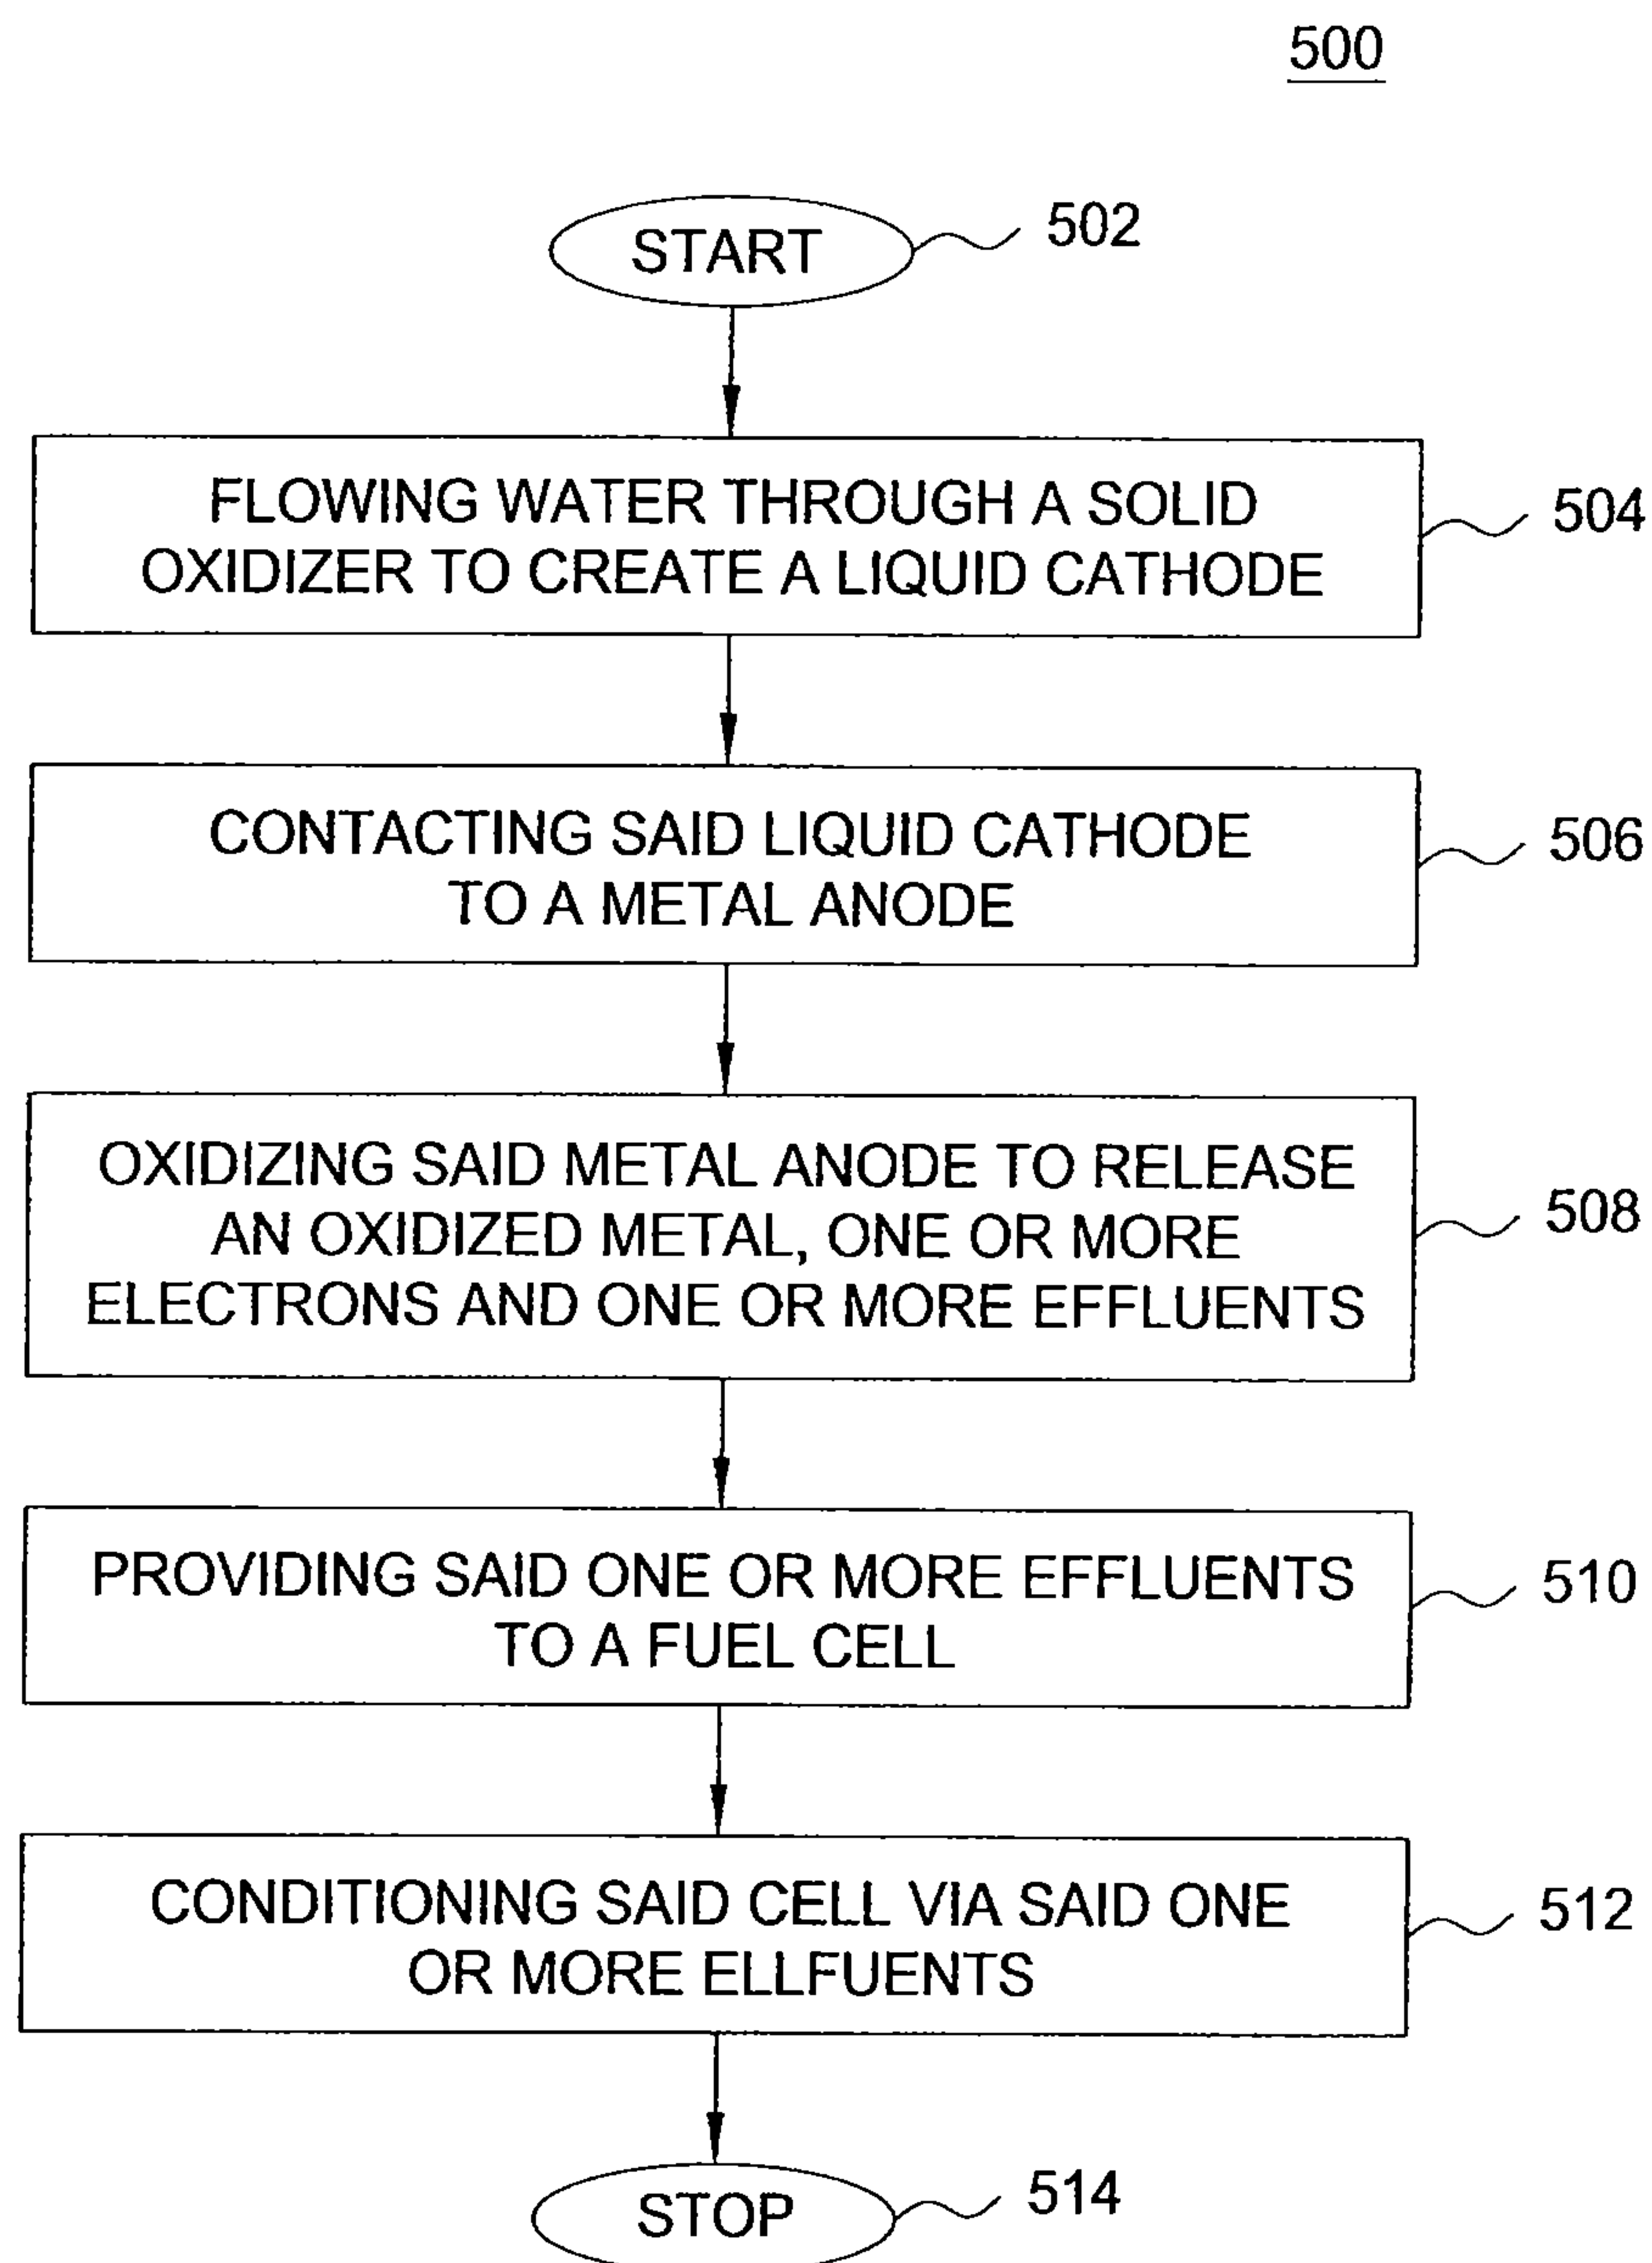 500
START
502
FLOWING WATER THROUGH A SOLID
OXIDIZER TO CREATE A LIQUID CATHODE
504
CONTACTING SAID LIQUID CATHODE
TO A METAL ANODE
506
OXIDIZING SAID METAL ANODE TO RELEASE
AN OXIDIZED METAL, ONE OR MORE
ELECTRONS AND ONE OR MORE EFFLUENTS
508
PROVIDING SAID ONE OR MORE EFFLUENTS
TO A FUEL CELL
510
CONDITIONING SAID CELL VIA SAID ONE
OR MORE ELLFUENTS
512
STOP
514